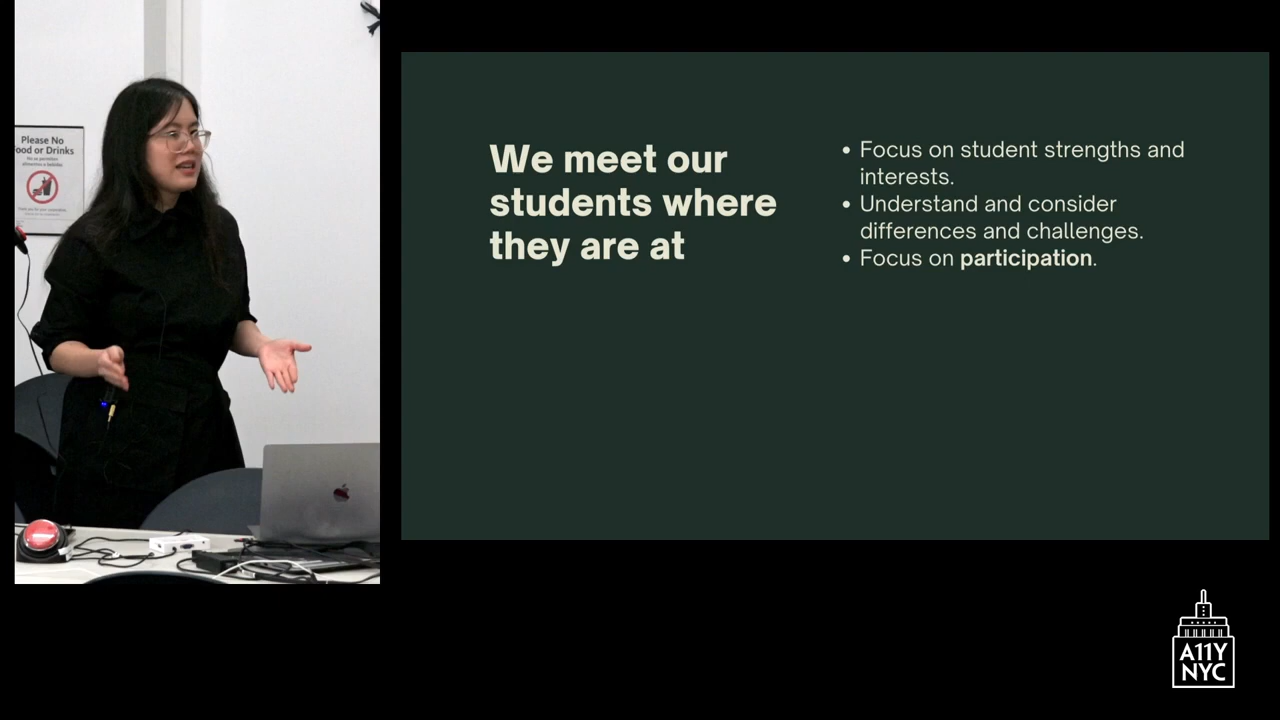 Please No
ood or Drinks
We meet our
students where
they are at
• Focus on student strengths and
interests.
• Understand and consider
differences and challenges.
• Focus on participation.
A11Y
NYC